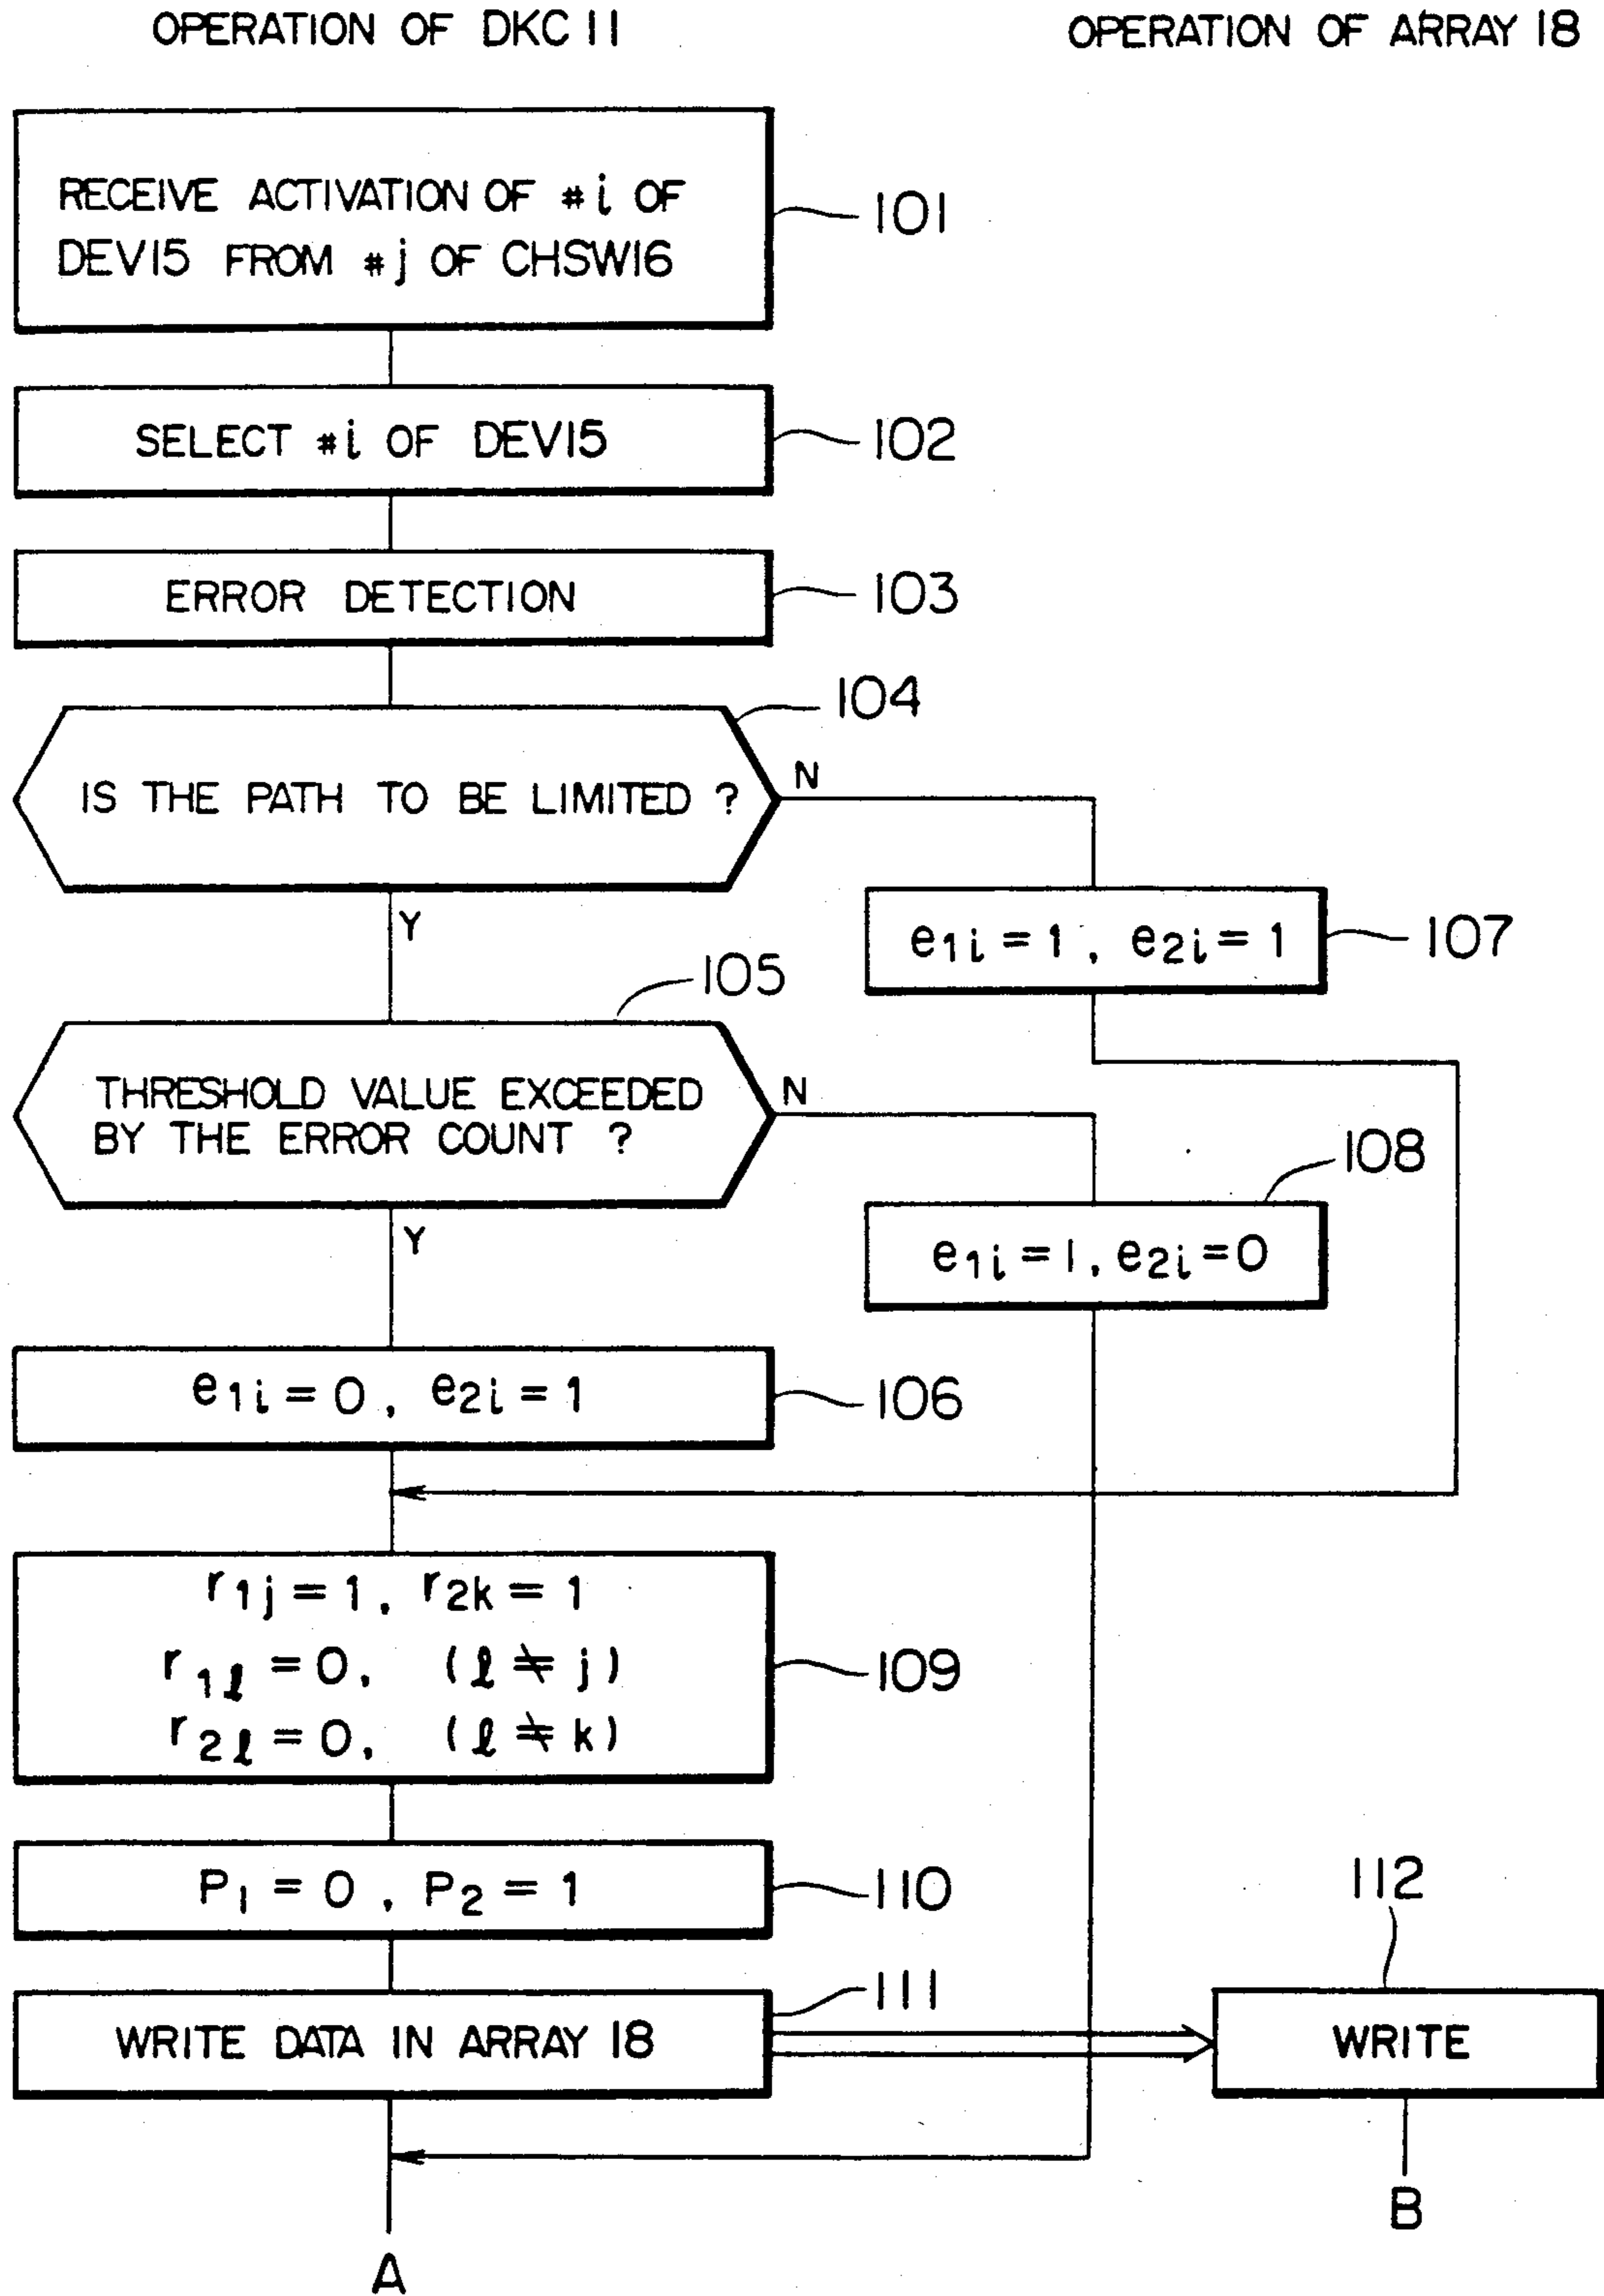 OPERATION OF DKC 11
OPERATION OF ARRAY 18
RECEIVE ACTIVATION OF #i OF
DEV15 FROM #j OF CHSW16
101
SELECT #i OF DEV15
102
ERROR DETECTION
103
104
IS THE PATH TO BE LIMITED ?
N
Y
e1i = 1, e2i = 1
107
105
THRESHOLD VALUE EXCEEDED
BY THE ERROR COUNT ?
N
Y
108
e1i = 1, e2i = 0
e1i = 0, e2i = 1
106
r1j = 1, r2k = 1
r1ℓ = 0, (ℓ ≠ j)
r2ℓ = 0, (ℓ ≠ k)
109
P1 = 0, P2 = 1
110
111
WRITE DATA IN ARRAY 18
112
WRITE
A
B